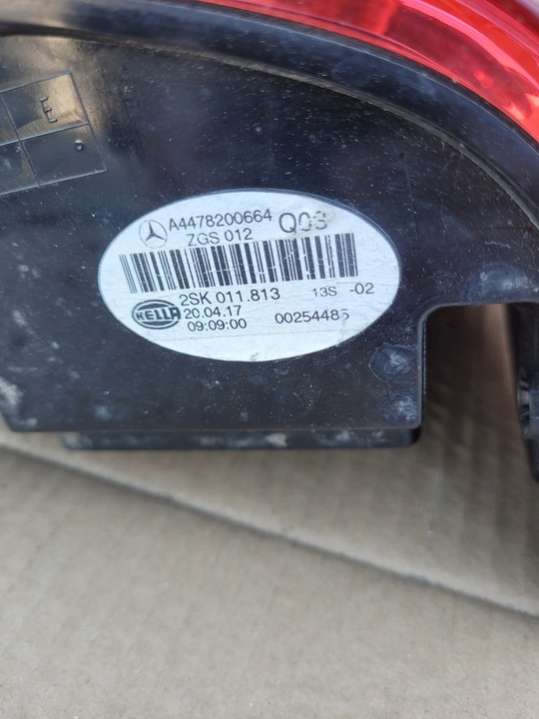 E
A4478200664 Q03
ZGS 012
2SK 011.813 13S -02
HELLA
20.04.17
09:09:00 00254485